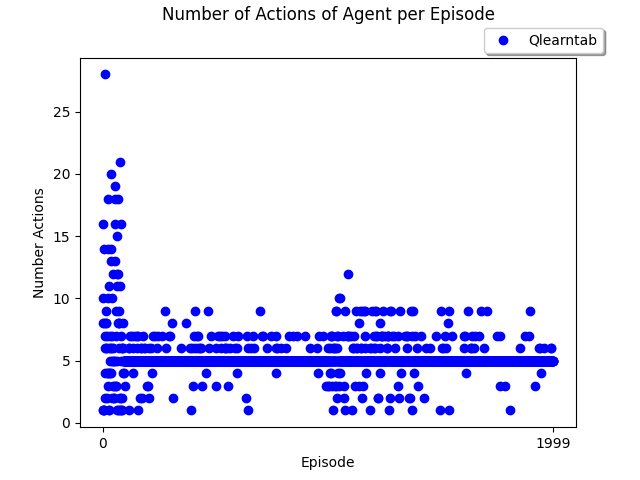 Number of Actions of Agent per Episode
Qlearntab
25
20
15
10
5
0
Number Actions
0 1999
Episode